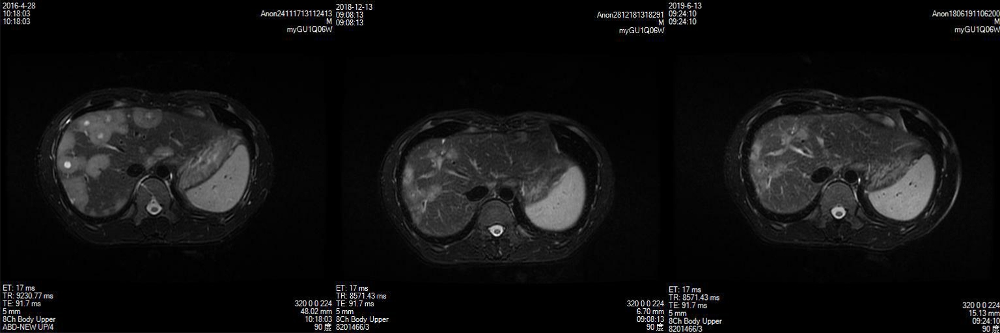 2016-4-28
10:18:03
10:18:03
Anon24111713112413
M
myGU1Q06W
ET: 17 ms
TR: 9230.77 ms
TE: 91.7 ms
5 mm
8Ch Body Upper
ABD-NEW UP/4
320 0 0 224
48.02 mm
10:18:03
90 度
2018-12-13
09:08:13
09:08:13
Anon2812181318291
M
myGU1Q06W
ET: 17 ms
TR: 8571.43 ms
TE: 91.7 ms
5 mm
8Ch Body Upper
8201466/3
320 0 0 224
6.70 mm
09:08:13
90 度
2019-6-13
09:24:10
09:24:10
Anon1806191106200
M
myGU1Q06W
ET: 17 ms
TR: 8571.43 ms
TE: 91.7 ms
5 mm
8Ch Body Upper
8201466/3
320 0 0 224
15.13 mm
09:24:10
90 度